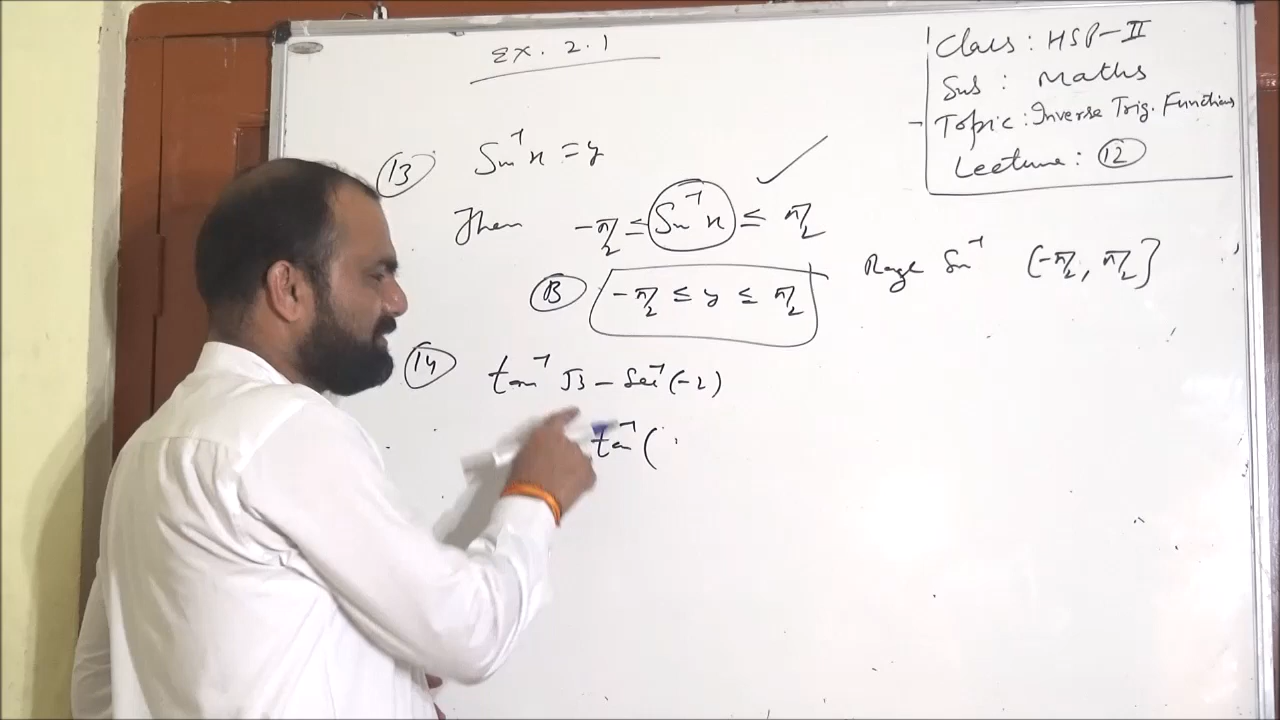 Ex. 2.1
Class: HSP-II
Sub: Maths
Topic: Inverse Trig. Functions
Lecture: 12
13 Sin⁻¹x = y
Then -π/2 ≤ Sin⁻¹x ≤ π/2
Range Sin⁻¹ [-π/2, π/2]
B -π/2 ≤ y ≤ π/2
14 tan⁻¹ √3 - Sec⁻¹(-2)
tan⁻¹(